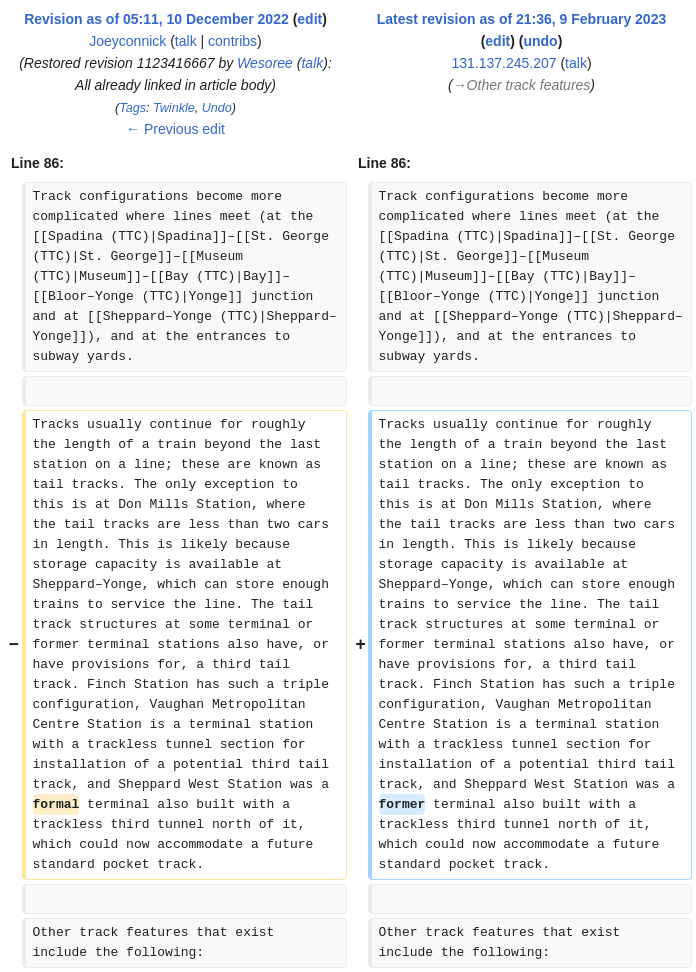 Revision as of 05:11, 10 December 2022 (edit)
Joeyconnick (talk | contribs)
(Restored revision 1123416667 by Wesoree (talk):
All already linked in article body)
(Tags: Twinkle, Undo)
← Previous edit
Latest revision as of 21:36, 9 February 2023
(edit) (undo)
131.137.245.207 (talk)
(→Other track features)
Line 86:
Track configurations become more
complicated where lines meet (at the
[[Spadina (TTC)|Spadina]]–[[St. George
(TTC)|St. George]]–[[Museum
(TTC)|Museum]]–[[Bay (TTC)|Bay]]–
[[Bloor–Yonge (TTC)|Yonge]] junction
and at [[Sheppard–Yonge (TTC)|Sheppard–
Yonge]]), and at the entrances to
subway yards.
− Tracks usually continue for roughly
the length of a train beyond the last
station on a line; these are known as
tail tracks. The only exception to
this is at Don Mills Station, where
the tail tracks are less than two cars
in length. This is likely because
storage capacity is available at
Sheppard–Yonge, which can store enough
trains to service the line. The tail
track structures at some terminal or
former terminal stations also have, or
have provisions for, a third tail
track. Finch Station has such a triple
configuration, Vaughan Metropolitan
Centre Station is a terminal station
with a trackless tunnel section for
installation of a potential third tail
track, and Sheppard West Station was a
formal terminal also built with a
trackless third tunnel north of it,
which could now accommodate a future
standard pocket track.
Other track features that exist
include the following:
Line 86:
Track configurations become more
complicated where lines meet (at the
[[Spadina (TTC)|Spadina]]–[[St. George
(TTC)|St. George]]–[[Museum
(TTC)|Museum]]–[[Bay (TTC)|Bay]]–
[[Bloor–Yonge (TTC)|Yonge]] junction
and at [[Sheppard–Yonge (TTC)|Sheppard–
Yonge]]), and at the entrances to
subway yards.
+ Tracks usually continue for roughly
the length of a train beyond the last
station on a line; these are known as
tail tracks. The only exception to
this is at Don Mills Station, where
the tail tracks are less than two cars
in length. This is likely because
storage capacity is available at
Sheppard–Yonge, which can store enough
trains to service the line. The tail
track structures at some terminal or
former terminal stations also have, or
have provisions for, a third tail
track. Finch Station has such a triple
configuration, Vaughan Metropolitan
Centre Station is a terminal station
with a trackless tunnel section for
installation of a potential third tail
track, and Sheppard West Station was a
former terminal also built with a
trackless third tunnel north of it,
which could now accommodate a future
standard pocket track.
Other track features that exist
include the following: